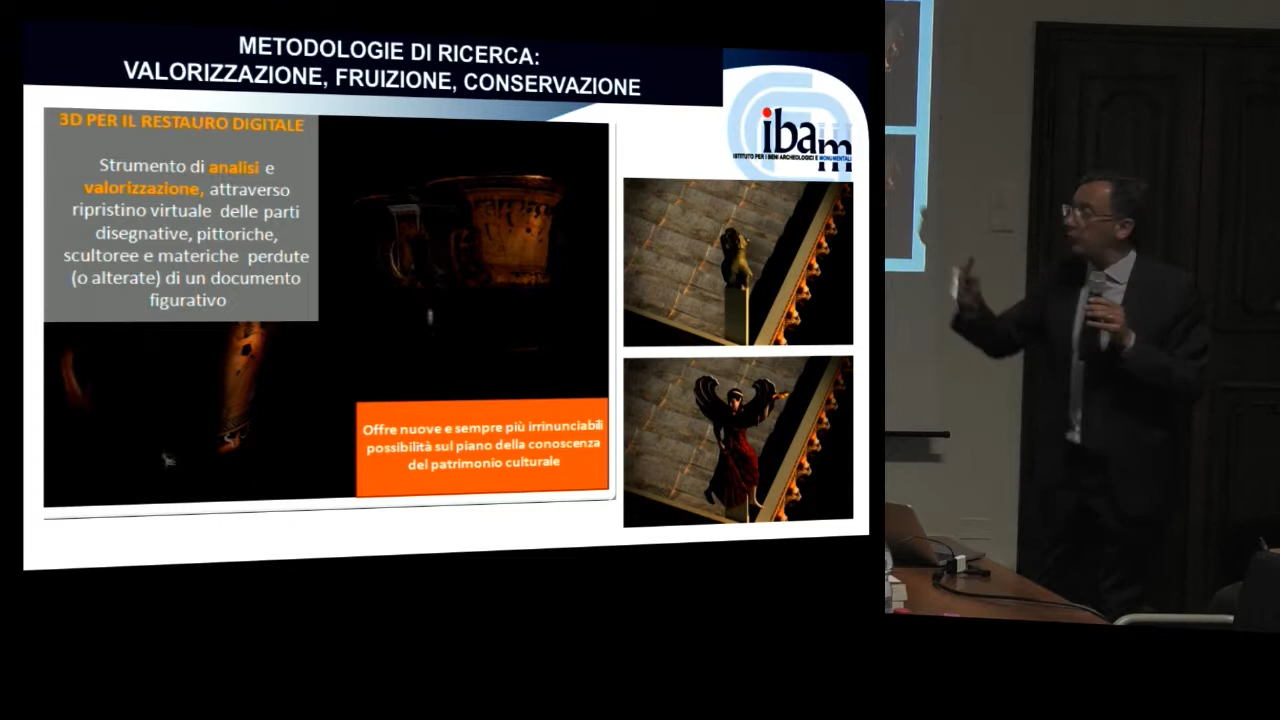 METODOLOGIE DI RICERCA:
VALORIZZAZIONE, FRUIZIONE, CONSERVAZIONE
3D PER IL RESTAURO DIGITALE
Strumento di analisi e
valorizzazione, attraverso
ripristino virtuale delle parti
disegnative, pittoriche,
scultoree e materiche perdute
(o alterate) di un documento
figurativo
Offre nuove e sempre più irrinunciabili
possibilità sul piano della conoscenza
del patrimonio culturale
ibam
ISTITUTO PER I BENI ARCHEOLOGICI E MONUMENTALI